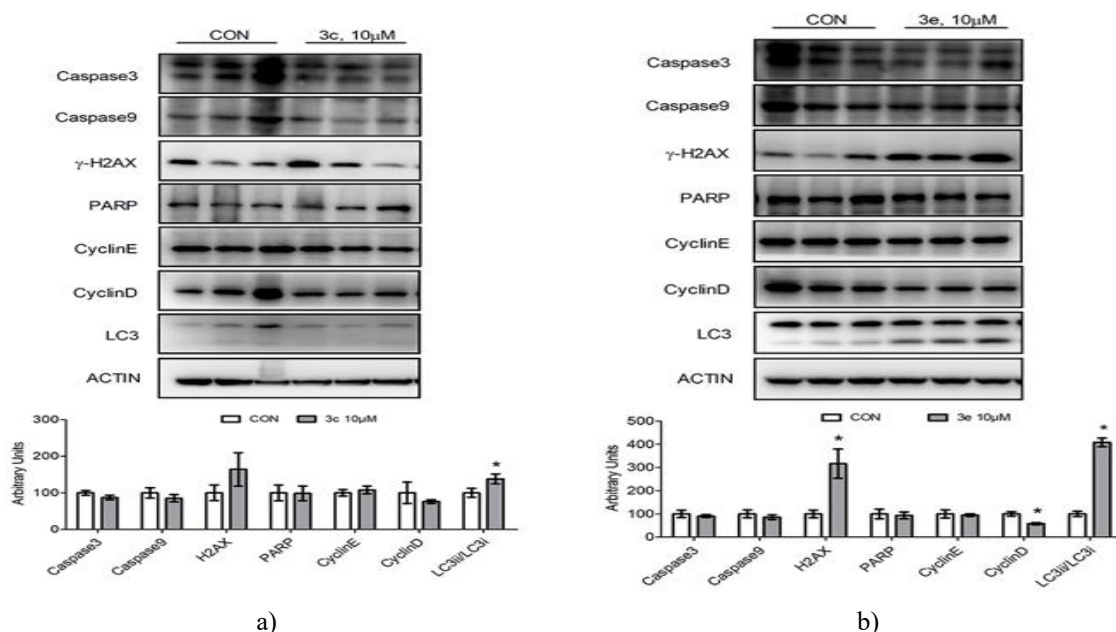 CON 3c, 10μM
Caspase3
Caspase9
γ-H2AX
PARP
CyclinE
CyclinD
LC3
ACTIN
CON 3c 10μM
Arbitrary Units
300
200
100
0
Caspase3 Caspase9 H2AX PARP CyclinE CyclinD LC3ii/LC3i
*
a)
CON 3e, 10μM
Caspase3
Caspase9
γ-H2AX
PARP
CyclinE
CyclinD
LC3
ACTIN
CON 3e 10μM
Arbitrary Units
500
400
300
200
100
0
* * *
Caspase3 Caspase9 H2AX PARP CyclinE CyclinD LC3ii/LC3i
b)